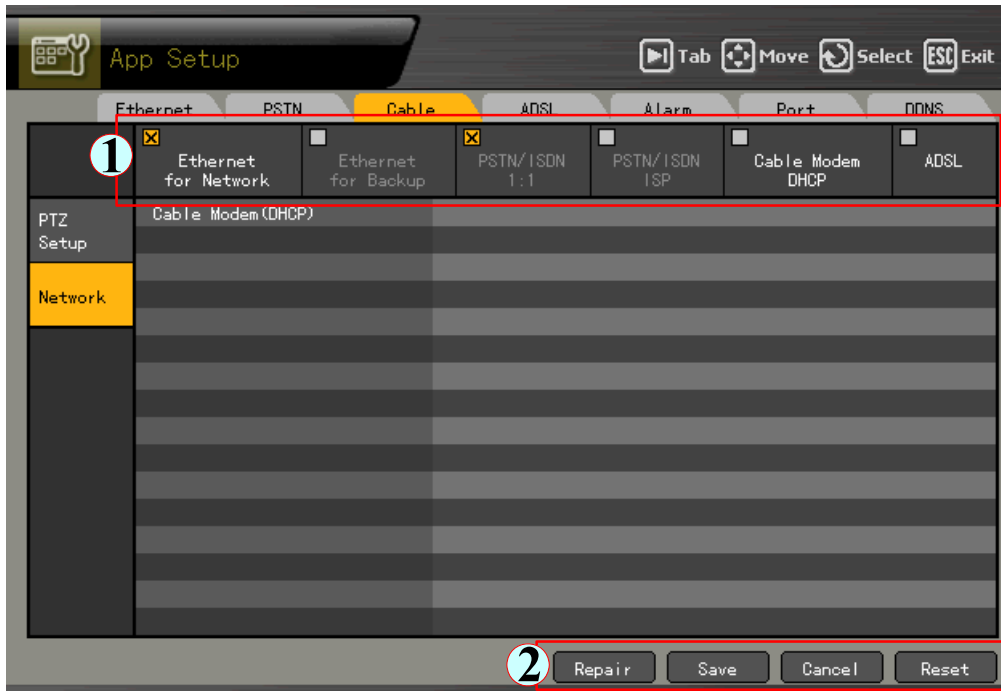 App Setup
Tab Move Select ESC Exit
Ethernet PSTN Cable ADSL Alarm Port DDNS
1
Ethernet
for Network
Ethernet
for Backup
PSTN/ISDN
1:1
PSTN/ISDN
ISP
Cable Modem
DHCP
ADSL
PTZ
Setup
Network
Cable Modem(DHCP)
2
Repair Save Cancel Reset